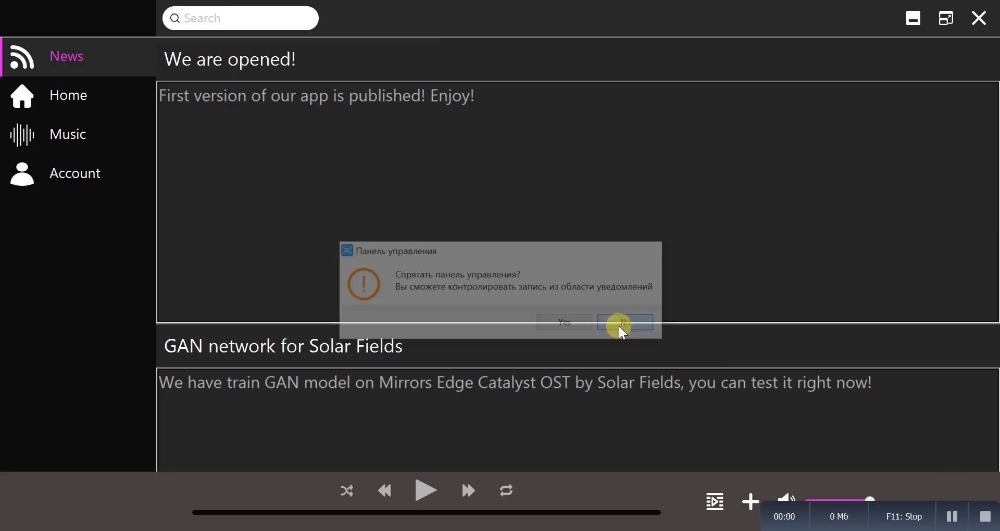 Search
News
Home
Music
Account
We are opened!
First version of our app is published! Enjoy!
Панель управления
Спрятать панель управления?
Вы сможете контролировать запись из области уведомлений
Yes
No
GAN network for Solar Fields
We have train GAN model on Mirrors Edge Catalyst OST by Solar Fields, you can test it right now!
00:00
0 Мб
F11: Stop